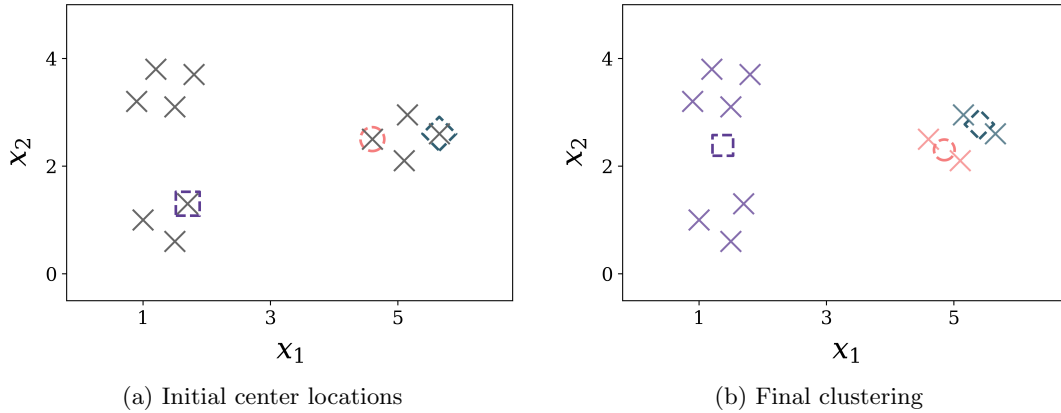 4
2
0
x₂
1
3
5
x₁
(a) Initial center locations
4
2
0
x₂
1
3
5
x₁
(b) Final clustering